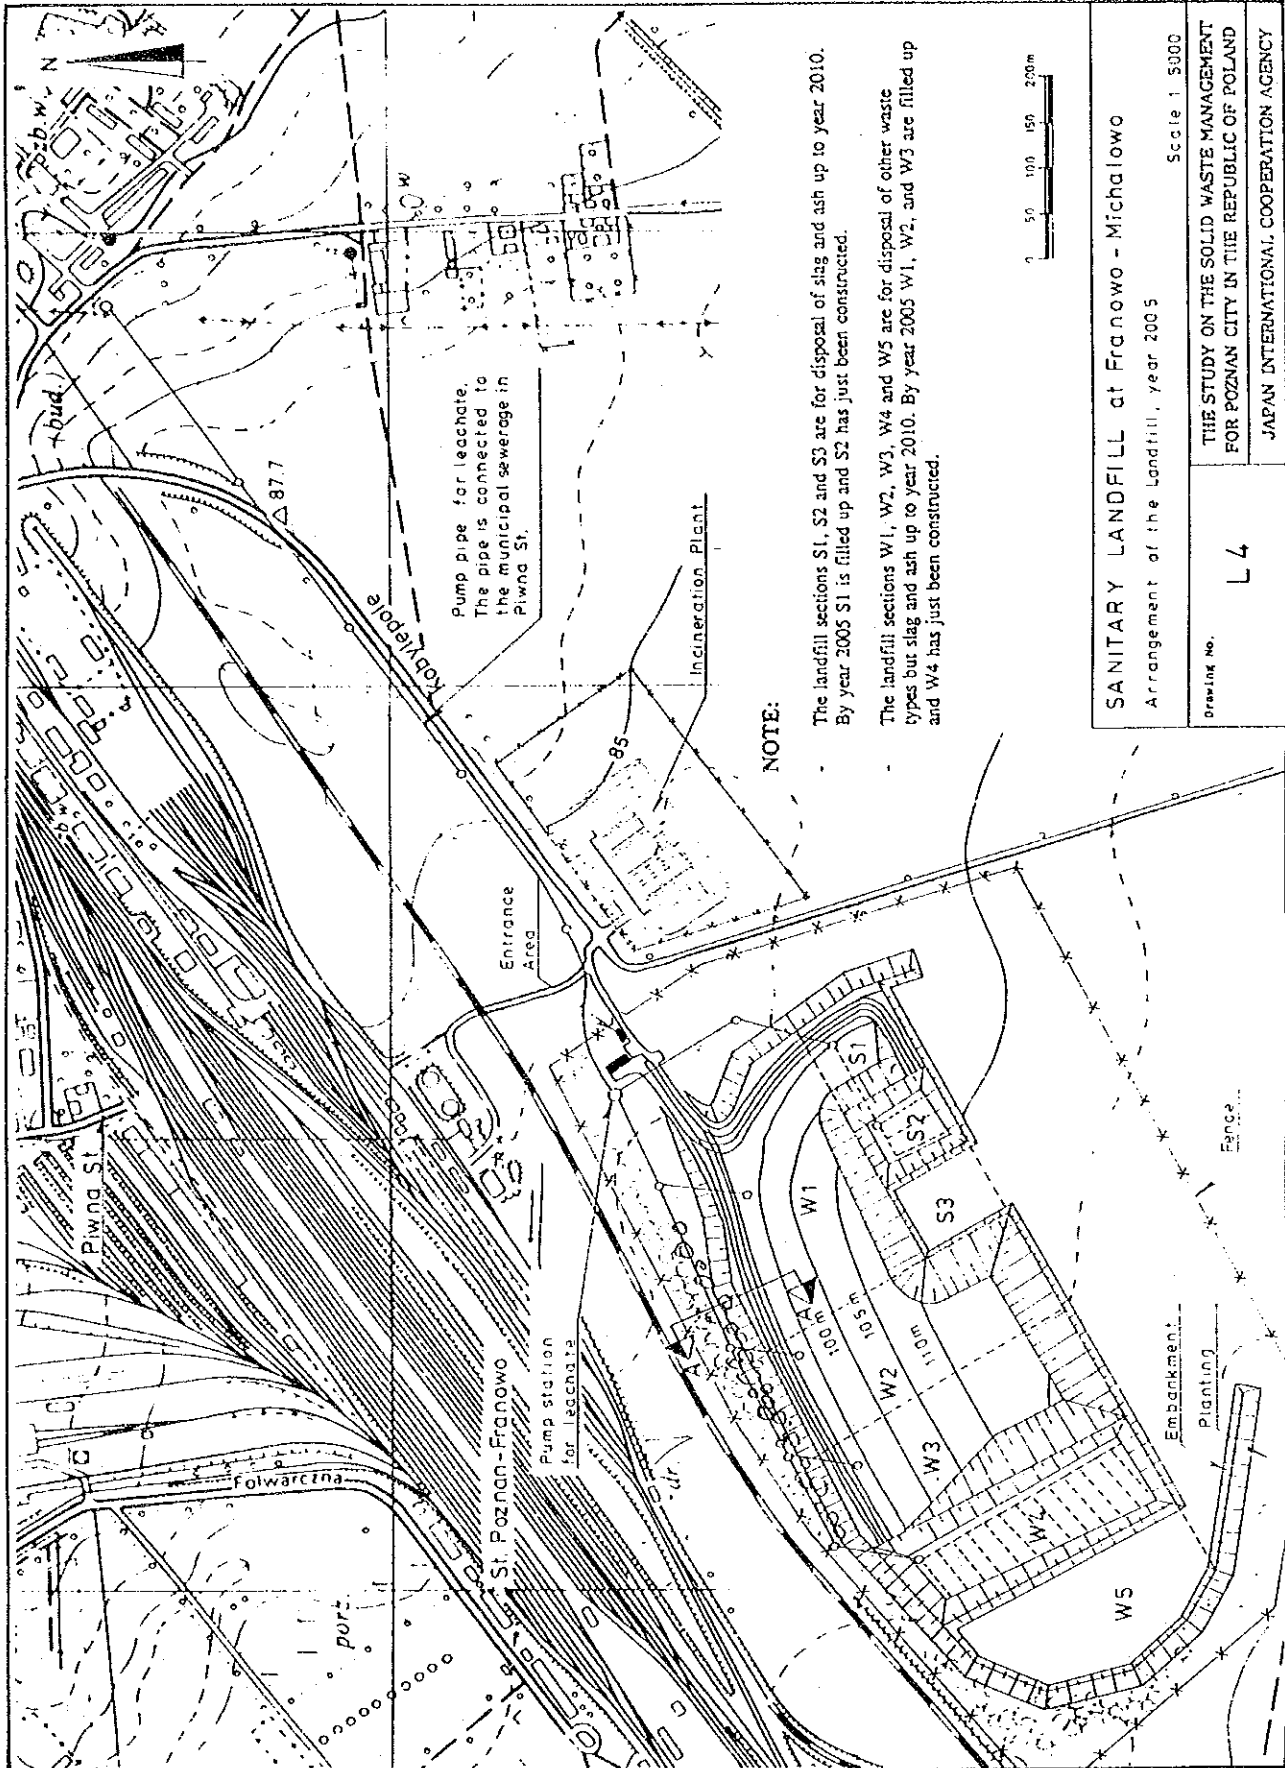 N
pzb.w
bud.
87.7
Kobylepole
Pump pipe for leachate.
The pipe is connected to
the municipal sewerage in
Piwna St.
Piwna St.
Entrance
Area
85
Incineration Plant
Folwarczna
St. Poznan-Franowo
port.
Pump station
for leachate
A
A
100m
105 m
110m
W1
W2
W3
W4
W5
S1
S2
S3
Embankment
Planting
Fence
NOTE:
- The landfill sections S1, S2 and S3 are for disposal of slag and ash up to year 2010.
By year 2005 S1 is filled up and S2 has just been constructed.
- The landfill sections W1, W2, W3, W4 and W5 are for disposal of other waste
types but slag and ash up to year 2010. By year 2005 W1, W2, and W3 are filled up
and W4 has just been constructed.
0 50 100 150 200m
SANITARY LANDFILL at Franowo - Michalowo
Arrangement of the Landfill, year 2005
Scale 1 5000
Drawing No.
L 4
THE STUDY ON THE SOLID WASTE MANAGEMENT
FOR POZNAN CITY IN THE REPUBLIC OF POLAND
JAPAN INTERNATIONAL COOPERATION AGENCY